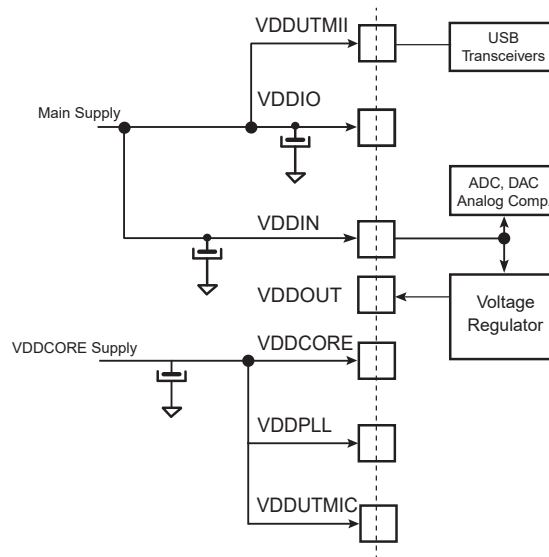 VDDUTMII
USB
Transceivers
VDDIO
Main Supply
ADC, DAC
Analog Comp.
VDDIN
VDDOUT
Voltage
Regulator
VDDCORE
VDDCORE Supply
VDDPLL
VDDUTMIC